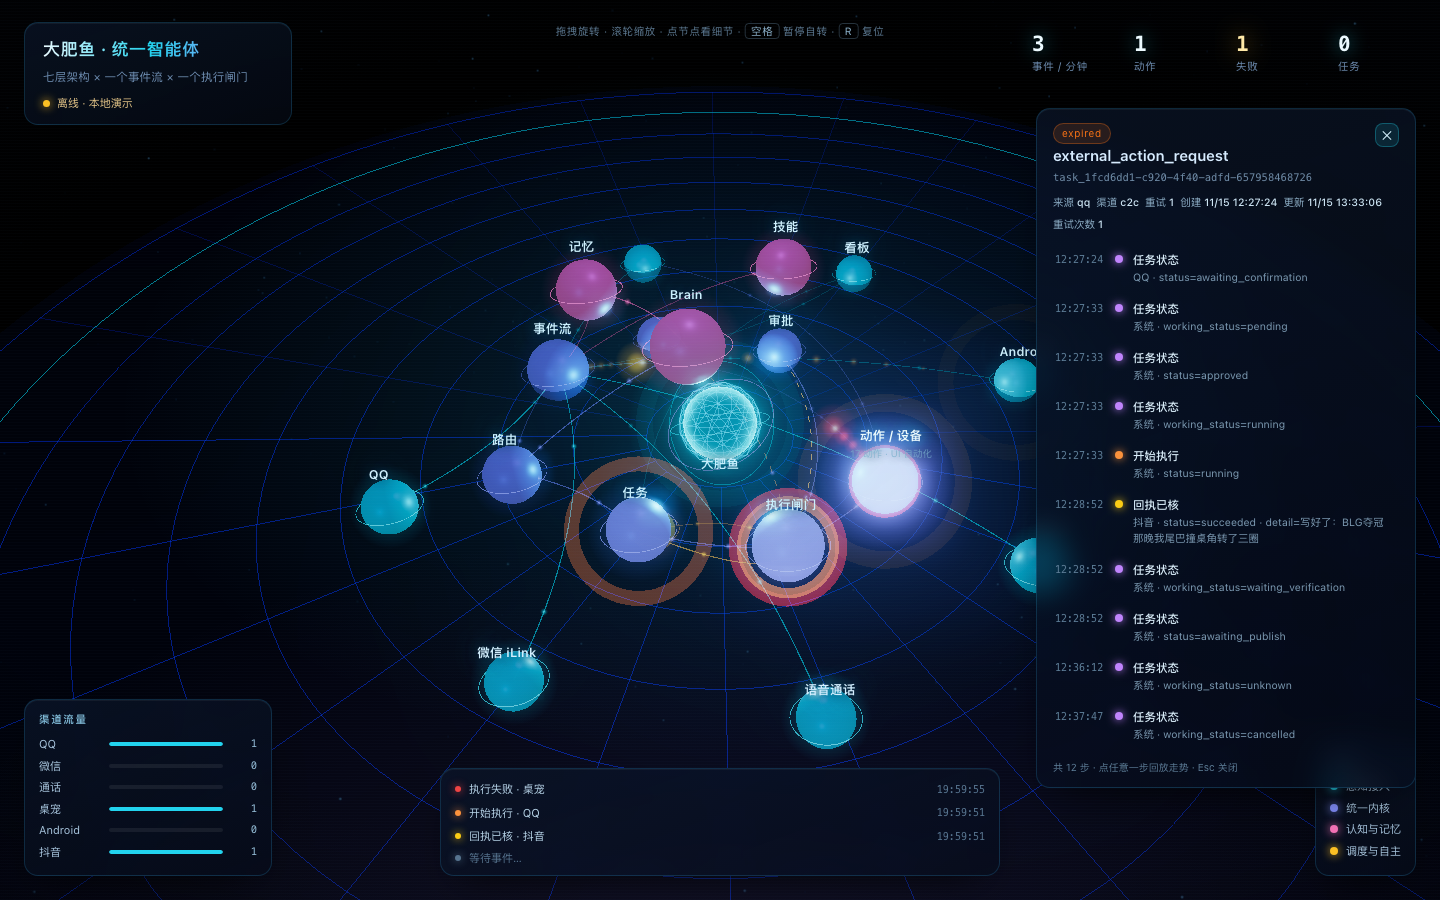 大肥鱼 · 统一智能体
七层架构 × 一个事件流 × 一个执行闸门
离线 · 本地演示
拖拽旋转 · 滚轮缩放 · 点节点看细节 · 空格 暂停自转 · R 复位
3
事件 / 分钟
1
动作
1
失败
0
任务
技能
记忆
看板
Brain
审批
事件流
Andro
动作 / 设备
路由
大肥鱼
QQ
任务
执行闸门
微信 iLink
语音通话
expired
external_action_request
task_1fcd6dd1-c920-4f40-adfd-657958468726
来源 qq 渠道 c2c 重试 1 创建 11/15 12:27:24 更新 11/15 13:33:06
重试次数 1
12:27:24 任务状态
QQ · status=awaiting_confirmation
12:27:33 任务状态
系统 · working_status=pending
12:27:33 任务状态
系统 · status=approved
12:27:33 任务状态
系统 · working_status=running
12:27:33 开始执行
系统 · status=running
12:28:52 回执已核
抖音 · status=succeeded · detail=写好了：BLG夺冠
那晚我尾巴撞桌角转了三圈
12:28:52 任务状态
系统 · working_status=waiting_verification
12:28:52 任务状态
系统 · status=awaiting_publish
12:36:12 任务状态
系统 · working_status=unknown
12:37:47 任务状态
系统 · working_status=cancelled
共 12 步 · 点任意一步回放走势 · Esc 关闭
渠道流量
QQ 1
微信 0
通话 0
桌宠 1
Android 0
抖音 1
执行失败 · 桌宠 19:59:55
开始执行 · QQ 19:59:51
回执已核 · 抖音 19:59:51
等待事件...
统一内核
认知与记忆
调度与自主